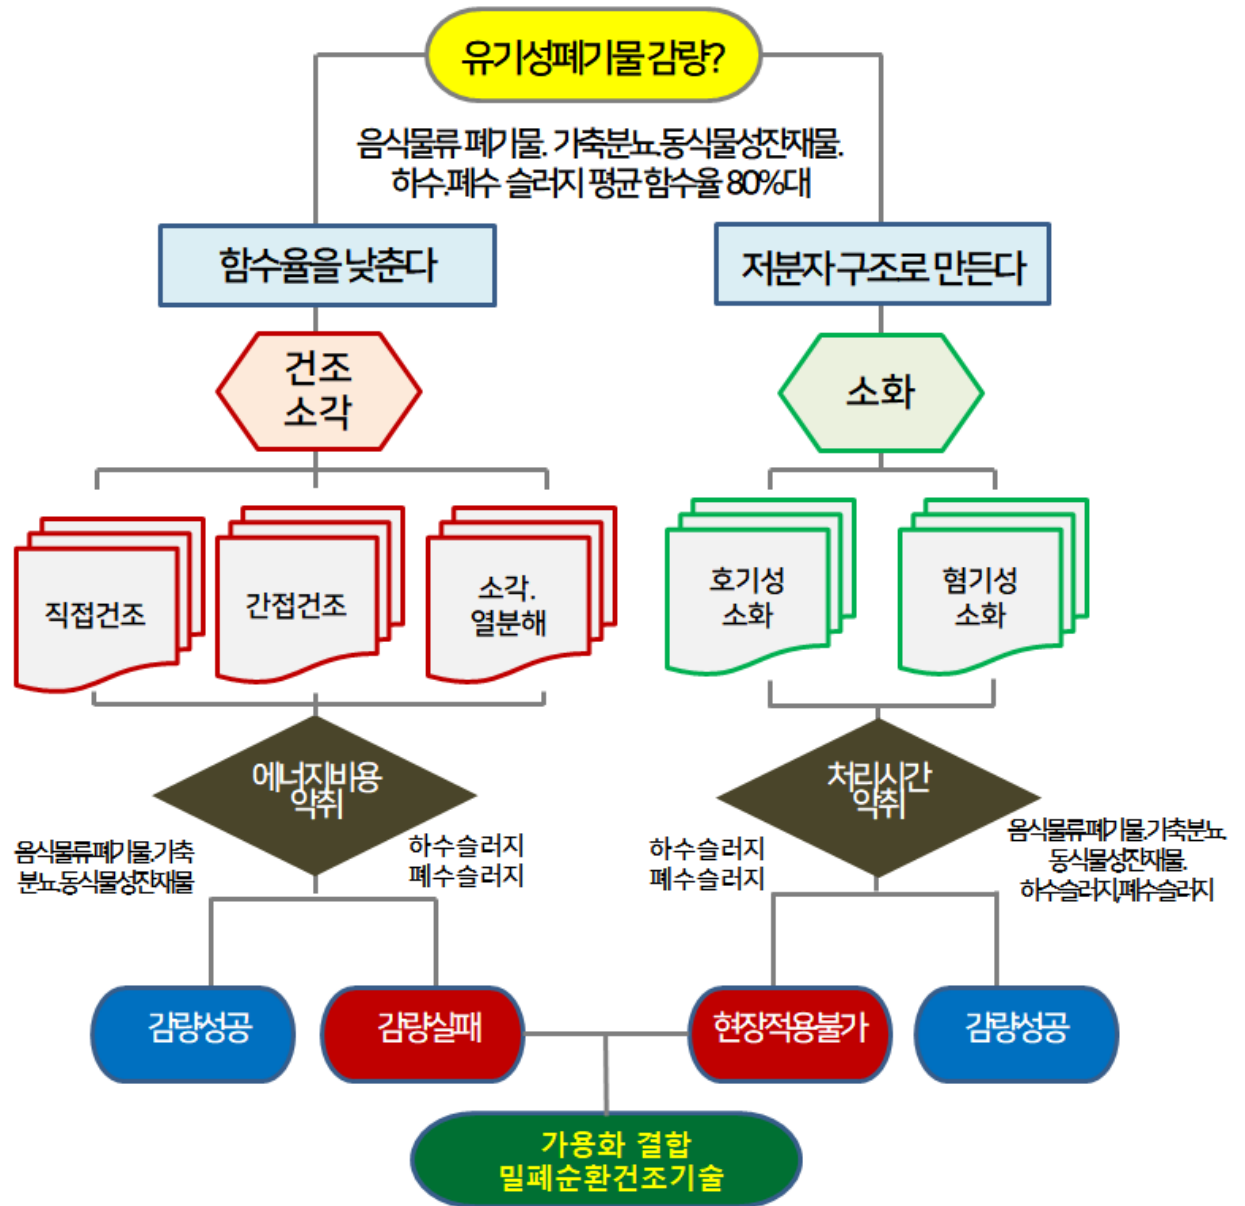 유기성폐기물 감량?
음식물류 폐기물. 가축분뇨.동식물성잔재물.
하수.폐수 슬러지 평균 함수율 80%대
함수율을 낮춘다
저분자 구조로 만든다
건조
소각
소화
직접건조
간접건조
소각.
열분해
호기성
소화
혐기성
소화
에너지비용
악취
처리시간
악취
음식물류폐기물.가축
분뇨.동식물성잔재물
하수슬러지
폐수슬러지
하수슬러지
폐수슬러지
음식물류폐기물.가축분뇨.
동식물성잔재물.
하수슬러지,폐수슬러지
감량성공
감량실패
현장적용불가
감량성공
가용화 결합
밀폐순환건조기술